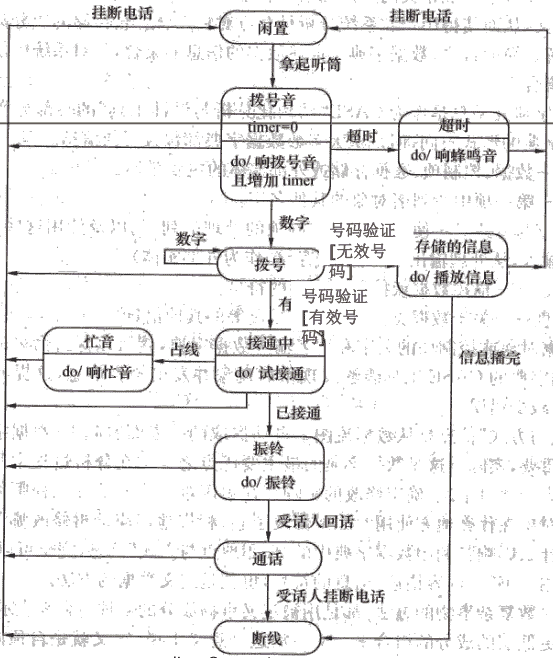 挂断电话
闲置
挂断电话
拿起听筒
拨号音
timer=0
do/ 响拨号音
且增加 timer
超时
超时
do/ 响蜂鸣音
数字
数字
拨号
号码验证
[无效号
码]
存储的信息
do/ 播放信息
有
号码验证
[有效号
码]
忙音
do/ 响忙音
占线
接通中
do/ 试接通
信息播完
已接通
振铃
do/ 振铃
受话人回话
通话
受话人挂断电话
断线